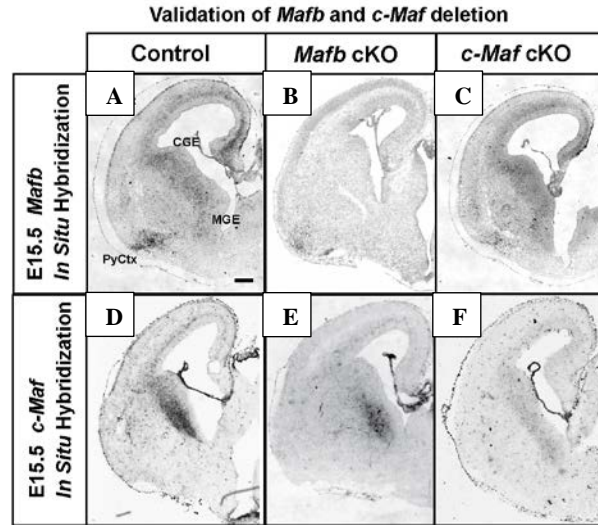 Validation of Mafb and c-Maf deletion
Control
Mafb cKO
c-Maf cKO
E15.5 Mafb
In Situ Hybridization
A
CGE
MGE
PyCtx
B
C
E15.5 c-Maf
In Situ Hybridization
D
E
F